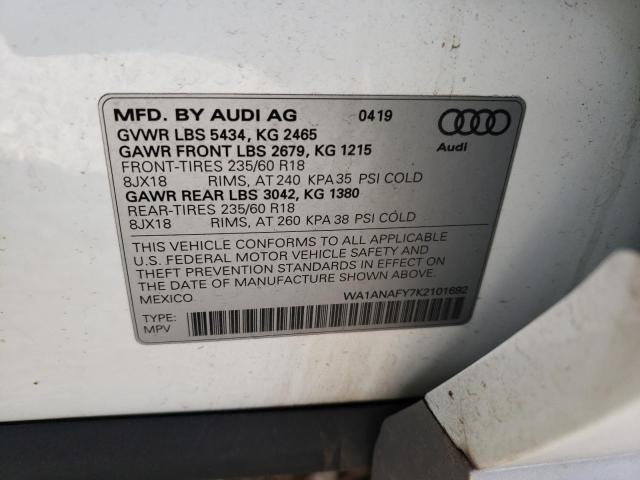 MFD. BY AUDI AG 0419
GVWR LBS 5434, KG 2465
GAWR FRONT LBS 2679, KG 1215
FRONT-TIRES 235/60 R18
8JX18 RIMS, AT 240 KPA 35 PSI COLD
GAWR REAR LBS 3042, KG 1380
REAR-TIRES 235/60 R18
8JX18 RIMS, AT 260 KPA 38 PSI COLD
Audi
THIS VEHICLE CONFORMS TO ALL APPLICABLE
U.S. FEDERAL MOTOR VEHICLE SAFETY AND
THEFT PREVENTION STANDARDS IN EFFECT ON
THE DATE OF MANUFACTURE SHOWN ABOVE.
MEXICO
WA1ANAFY7K2101692
TYPE:
MPV